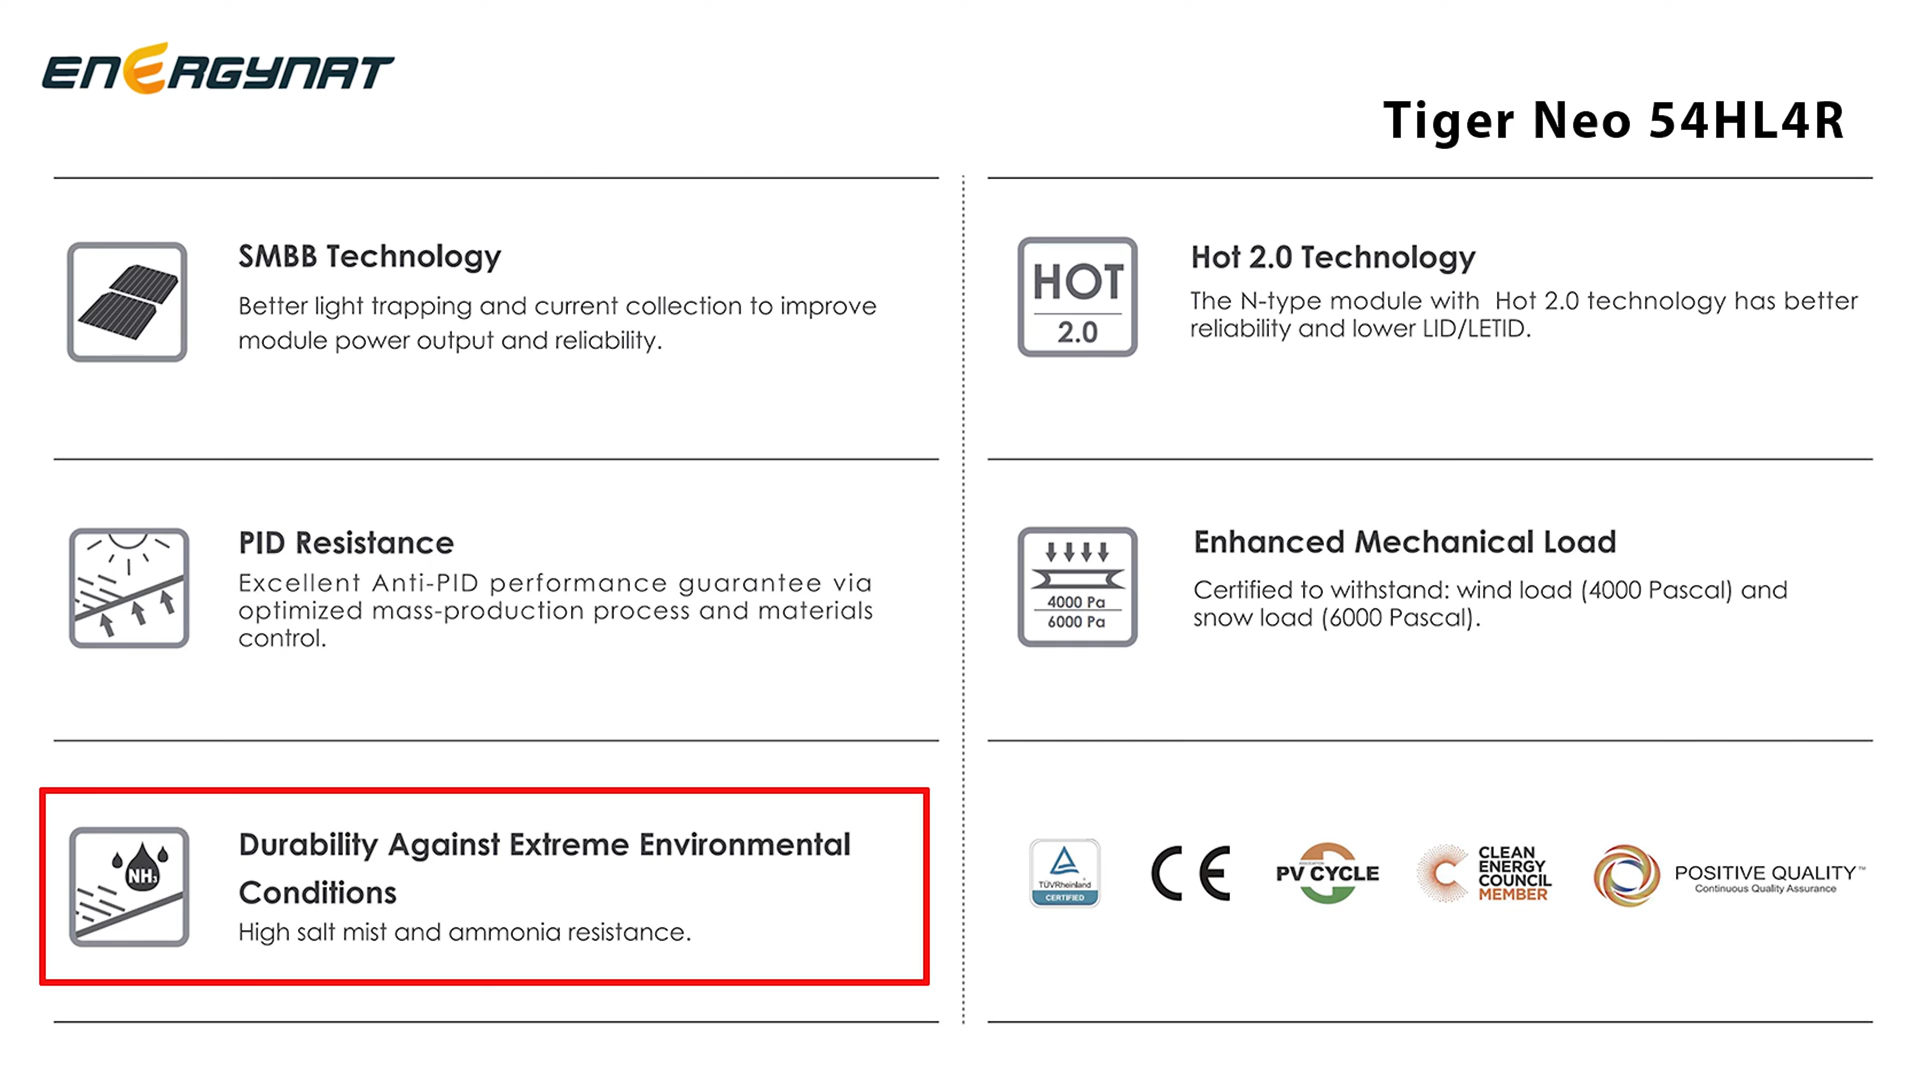 ENERGYNAT
Tiger Neo 54HL4R
SMBB Technology
Better light trapping and current collection to improve
module power output and reliability.
HOT
2.0
Hot 2.0 Technology
The N-type module with Hot 2.0 technology has better
reliability and lower LID/LETID.
PID Resistance
Excellent Anti-PID performance guarantee via
optimized mass-production process and materials
control.
4000 Pa
6000 Pa
Enhanced Mechanical Load
Certified to withstand: wind load (4000 Pascal) and
snow load (6000 Pascal).
NH₃
Durability Against Extreme Environmental
Conditions
High salt mist and ammonia resistance.
TÜVRheinland
CERTIFIED
CE
ASSOCIATION
PV CYCLE
CLEAN
ENERGY
COUNCIL
MEMBER
POSITIVE QUALITY™
Continuous Quality Assurance